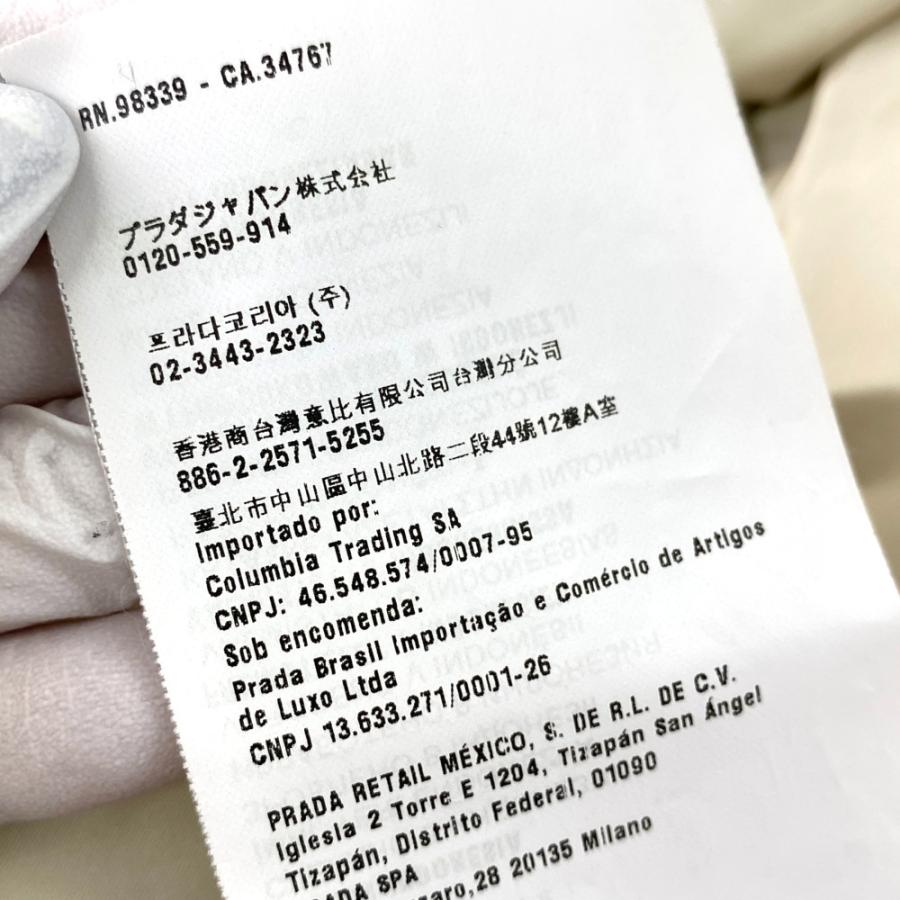 RN.98339 - CA.34767
プラダジャパン株式会社
0120-559-914
프라다코리아 (주)
02-3443-2323
香港商台灣意比有限公司台灣分公司
886-2-2571-5255
臺北市中山區中山北路二段44號12樓A室
Importado por:
Columbia Trading SA
CNPJ: 46.548.574/0007-95
Sob encomenda:
Prada Brasil Importação e Comércio de Artigos
de Luxo Ltda
CNPJ 13.633.271/0001-26
PRADA RETAIL MÉXICO, S. DE R.L. DE C.V.
Iglesia 2 Torre E 1204, Tizapán San Ángel
Tizapán, Distrito Federal, 01090
SPA
28 20135 Milano